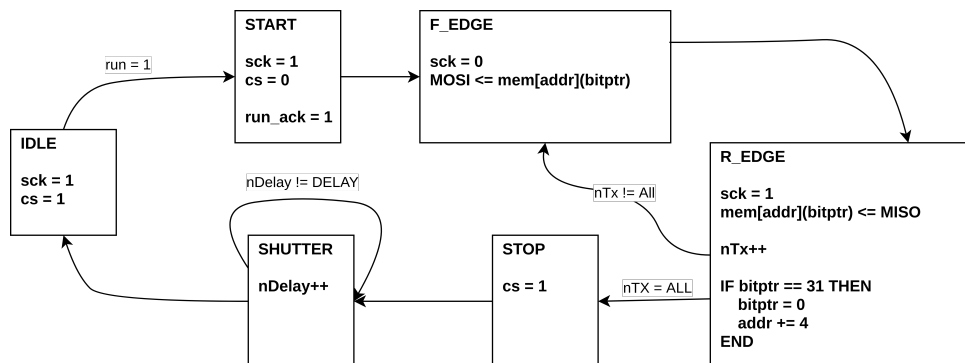 START
sck = 1
cs = 0
run_ack = 1
F_EDGE
sck = 0
MOSI <= mem[addr](bitptr)
run = 1
IDLE
sck = 1
cs = 1
R_EDGE
sck = 1
mem[addr](bitptr) <= MISO
nTx++
IF bitptr == 31 THEN
bitptr = 0
addr += 4
END
nTx != All
nTX = ALL
nDelay != DELAY
SHUTTER
nDelay++
STOP
cs = 1